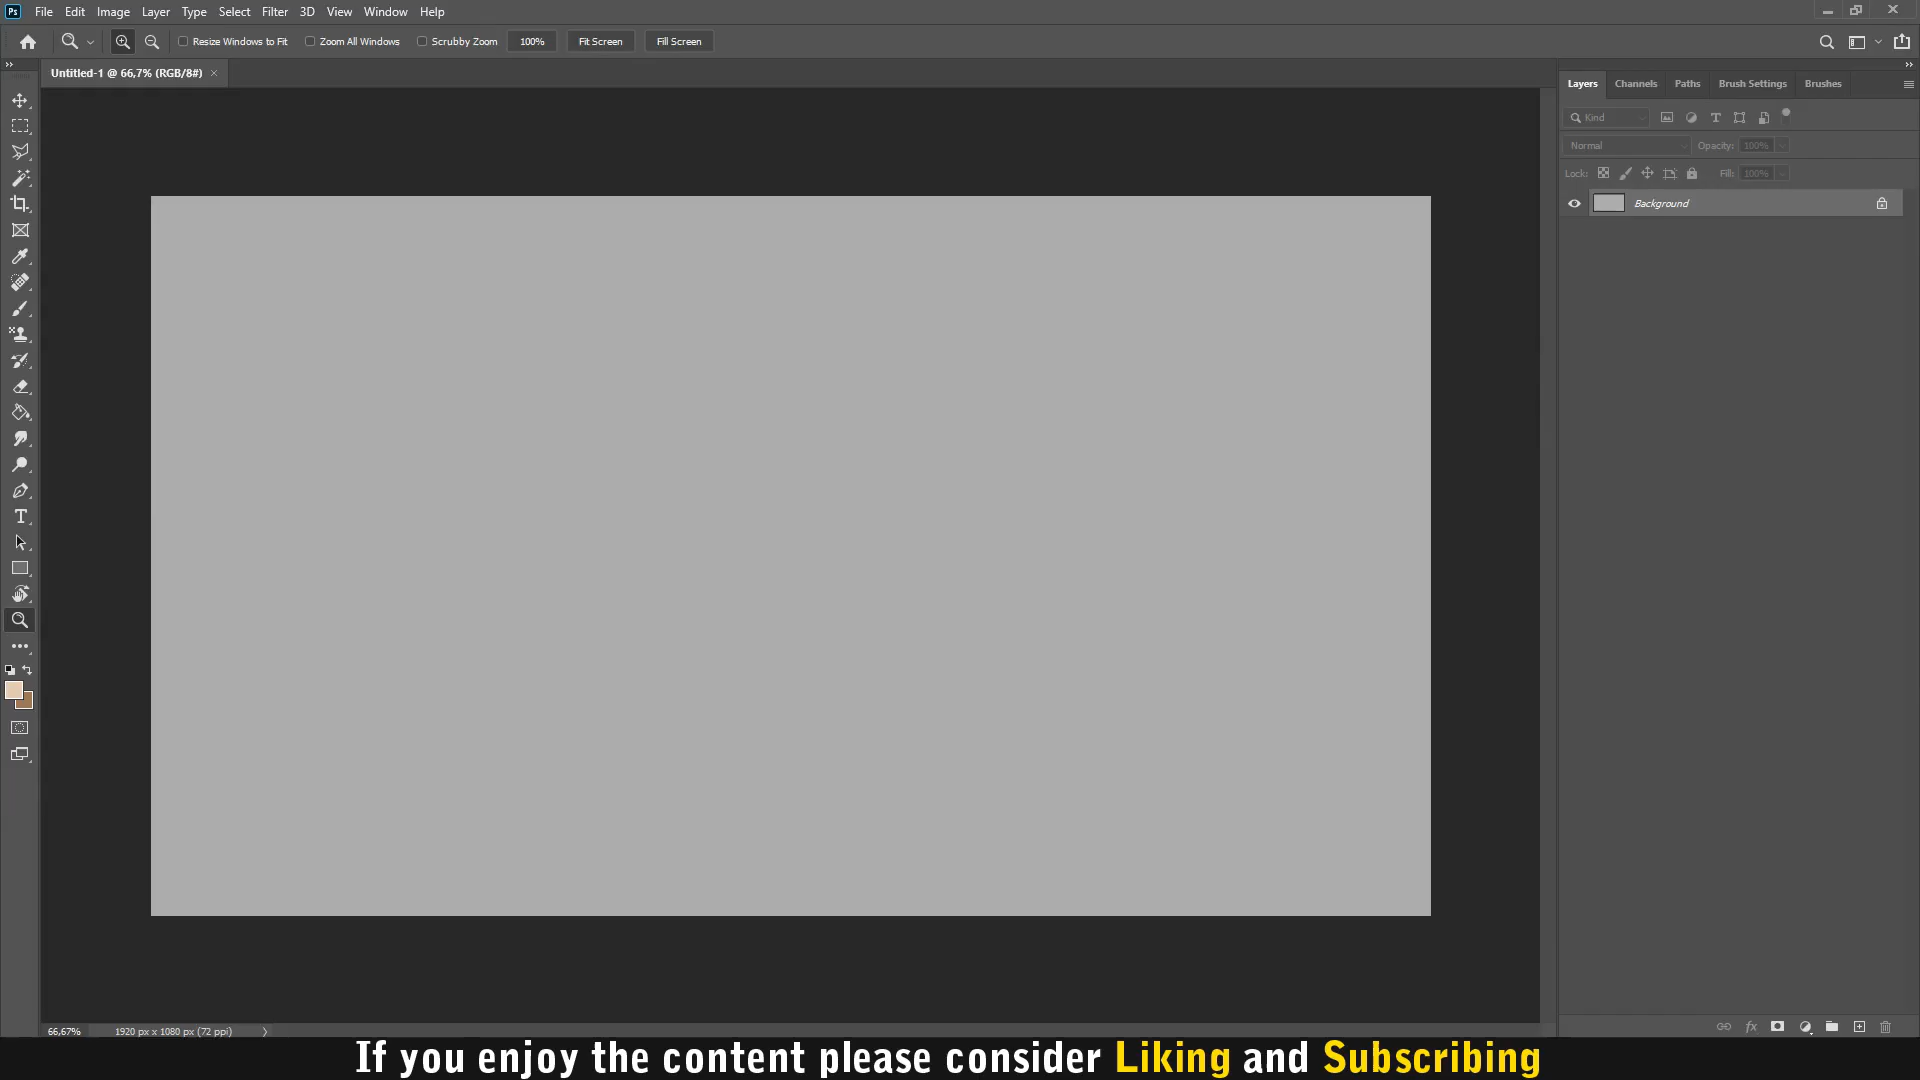 Ps File Edit Image Layer Type Select Filter 3D View Window Help
Resize Windows to Fit Zoom All Windows Scrubby Zoom 100% Fit Screen Fill Screen
Untitled-1 @ 66,7% (RGB/8#)
Layers Channels Paths Brush Settings Brushes
Kind
Normal Opacity: 100%
Lock: Fill: 100%
Background
66,67% 1920 px x 1080 px (72 ppi)
If you enjoy the content please consider Liking and Subscribing